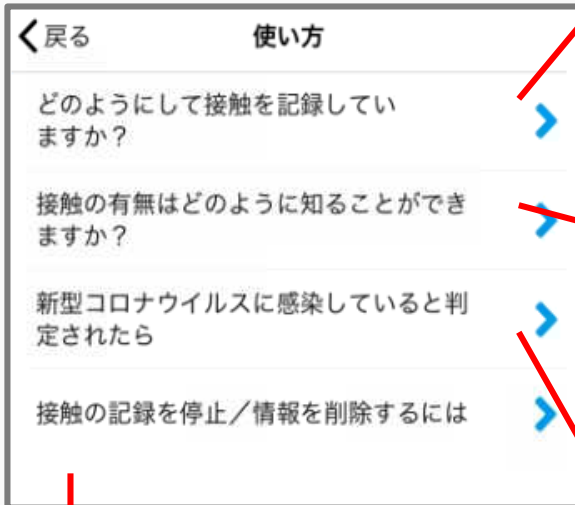 戻る 使い方
どのようにして接触を記録してい
ますか？
接触の有無はどのように知ることができ
ますか？
新型コロナウイルスに感染していると判
定されたら
接触の記録を停止／情報を削除するには